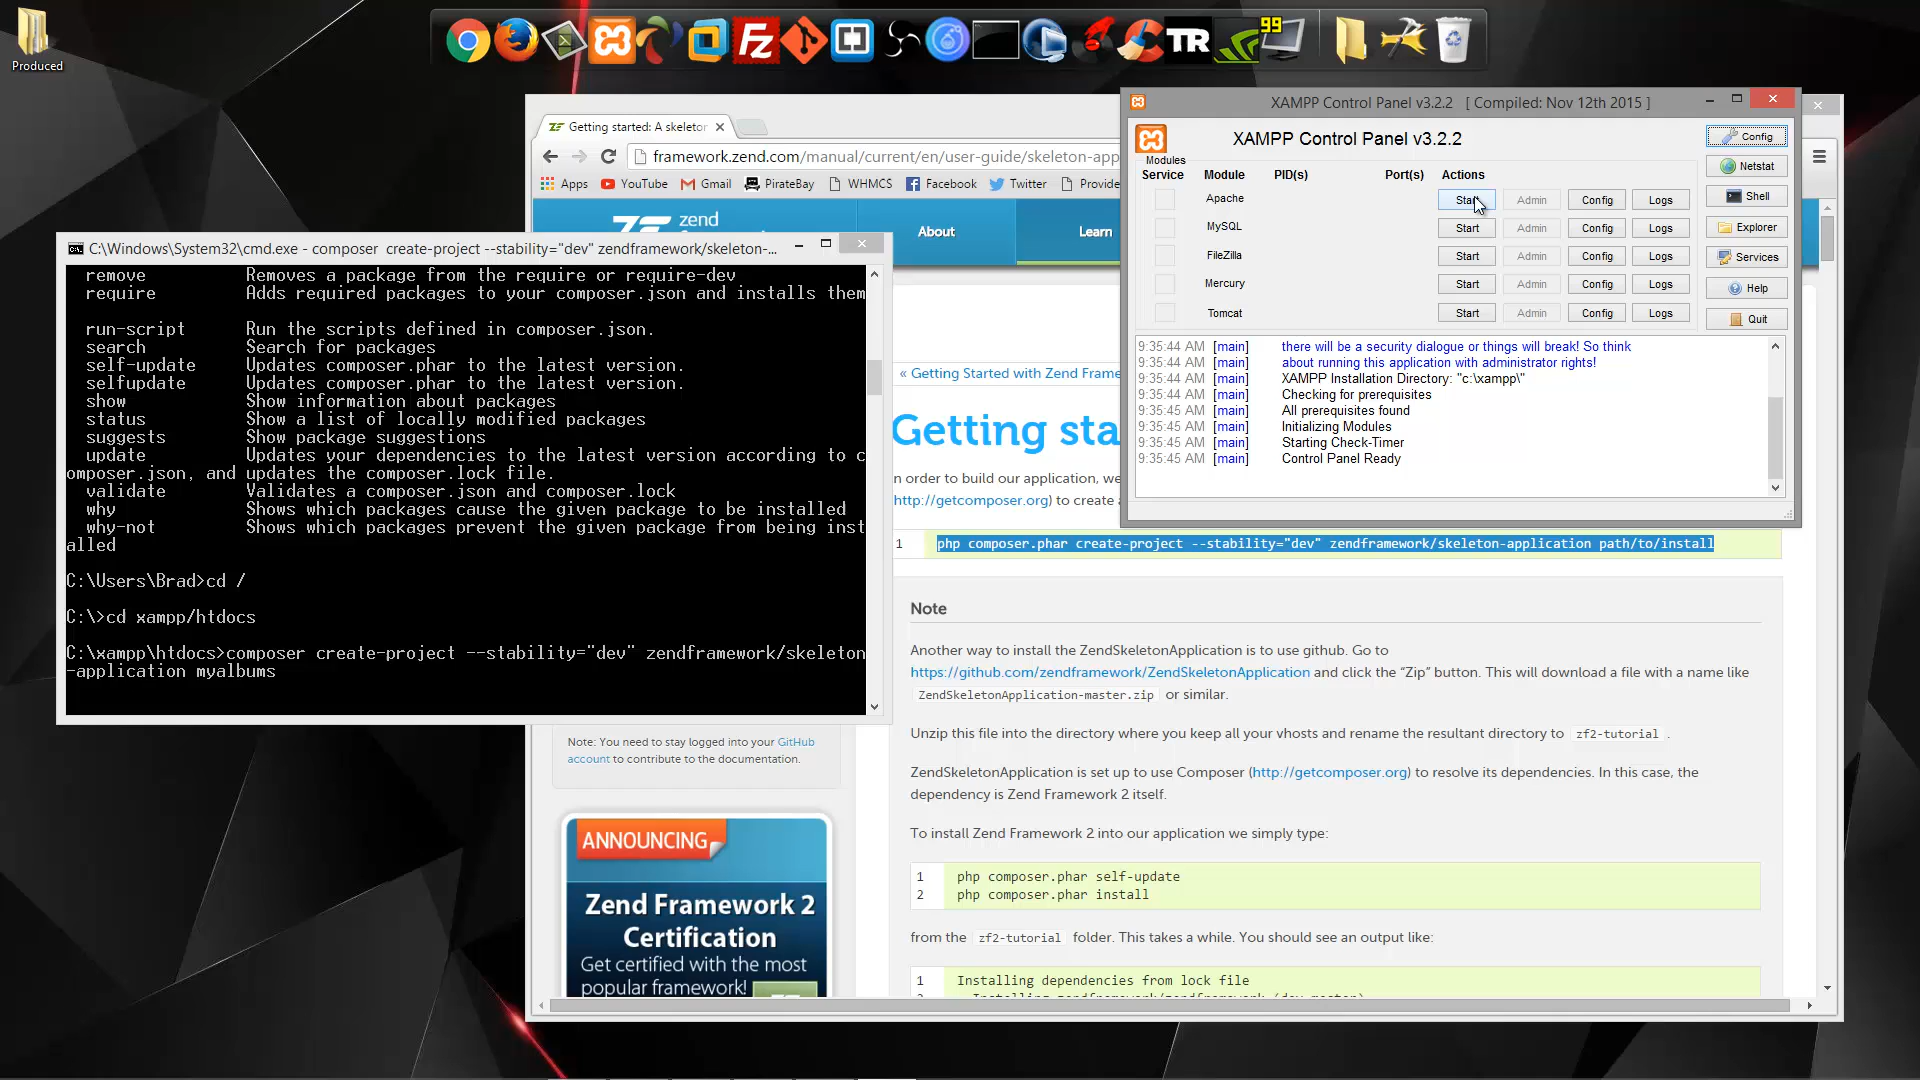 Produced
99
TR
Getting started: A skeletor
framework.zend.com/manual/current/en/user-guide/skeleton-app
Apps YouTube Gmail PirateBay WHMCS Facebook Twitter Provide
zend
About
Learn
XAMPP Control Panel v3.2.2 [ Compiled: Nov 12th 2015 ]
XAMPP Control Panel v3.2.2
Config
Netstat
Shell
Explorer
Services
Help
Quit
Modules
Service Module PID(s) Port(s) Actions
Apache Start Admin Config Logs
MySQL Start Admin Config Logs
FileZilla Start Admin Config Logs
Mercury Start Admin Config Logs
Tomcat Start Admin Config Logs
9:35:44 AM [main] there will be a security dialogue or things will break! So think
9:35:44 AM [main] about running this application with administrator rights!
9:35:44 AM [main] XAMPP Installation Directory: "c:\xampp\"
9:35:44 AM [main] Checking for prerequisites
9:35:45 AM [main] All prerequisites found
9:35:45 AM [main] Initializing Modules
9:35:45 AM [main] Starting Check-Timer
9:35:45 AM [main] Control Panel Ready
C:\Windows\System32\cmd.exe - composer create-project --stability="dev" zendframework/skeleton-...
remove Removes a package from the require or require-dev
require Adds required packages to your composer.json and installs them
run-script Run the scripts defined in composer.json.
search Search for packages
self-update Updates composer.phar to the latest version.
selfupdate Updates composer.phar to the latest version.
show Show information about packages
status Show a list of locally modified packages
suggests Show package suggestions
update Updates your dependencies to the latest version according to c
omposer.json, and updates the composer.lock file.
validate Validates a composer.json and composer.lock
why Shows which packages cause the given package to be installed
why-not Shows which packages prevent the given package from being inst
alled
C:\Users\Brad>cd /
C:\>cd xampp/htdocs
C:\xampp\htdocs>composer create-project --stability="dev" zendframework/skeleton
-application myalbums
« Getting Started with Zend Frame
Getting sta
n order to build our application, we
http://getcomposer.org) to create a
1 php composer.phar create-project --stability="dev" zendframework/skeleton-application path/to/install
Note
Another way to install the ZendSkeletonApplication is to use github. Go to
https://github.com/zendframework/ZendSkeletonApplication and click the “Zip” button. This will download a file with a name like
ZendSkeletonApplication-master.zip or similar.
Unzip this file into the directory where you keep all your vhosts and rename the resultant directory to zf2-tutorial .
ZendSkeletonApplication is set up to use Composer (http://getcomposer.org) to resolve its dependencies. In this case, the
dependency is Zend Framework 2 itself.
To install Zend Framework 2 into our application we simply type:
1 php composer.phar self-update
2 php composer.phar install
from the zf2-tutorial folder. This takes a while. You should see an output like:
1 Installing dependencies from lock file
Note: You need to stay logged into your GitHub
account to contribute to the documentation.
ANNOUNCING
Zend Framework 2
Certification
Get certified with the most
popular framework!